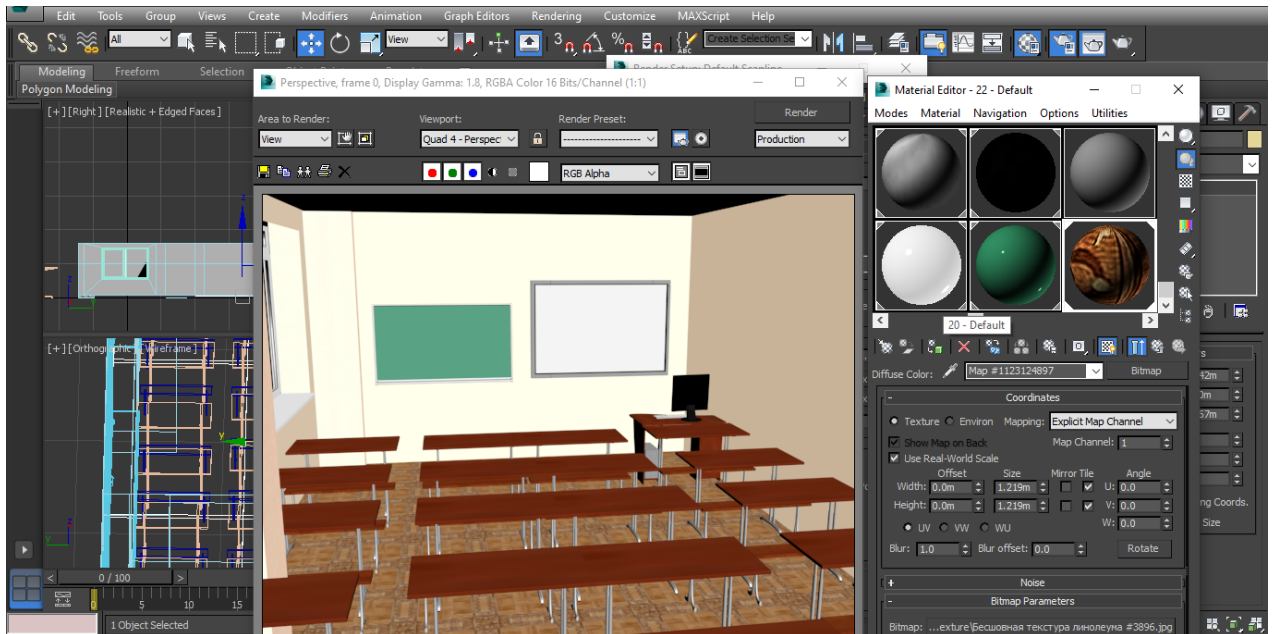 Edit Tools Group Views Create Modifiers Animation Graph Editors Rendering Customize MAXScript Help
All View 3 Create Selection Se
Modeling Freeform Selection
Polygon Modeling
Render Setup: Default Scanline
Perspective, frame 0, Display Gamma: 1.8, RGBA Color 16 Bits/Channel (1:1)
Area to Render: Viewport: Render Preset: Render
View Quad 4 - Perspec ---------------------- Production
RGB Alpha
[+] [Right ] [Realistic + Edged Faces ]
z
[+] [Orthographic ] [Wireframe ]
y
0 / 100
0 5 10 15
1 Object Selected
Material Editor - 22 - Default
Modes Material Navigation Options Utilities
20 - Default
Diffuse Color: Map #1123124897 Bitmap
Coordinates
Texture Environ Mapping: Explicit Map Channel
Show Map on Back Map Channel: 1
Use Real-World Scale
Offset Size Mirror Tile Angle
Width: 0.0m 1.219m U: 0.0
Height: 0.0m 1.219m V: 0.0
UV VW WU W: 0.0
Blur: 1.0 Blur offset: 0.0 Rotate
+ Noise
- Bitmap Parameters
Bitmap: ...exture\Бесшовная текстура линолеума #3896.jpg
ng Coords.
Size